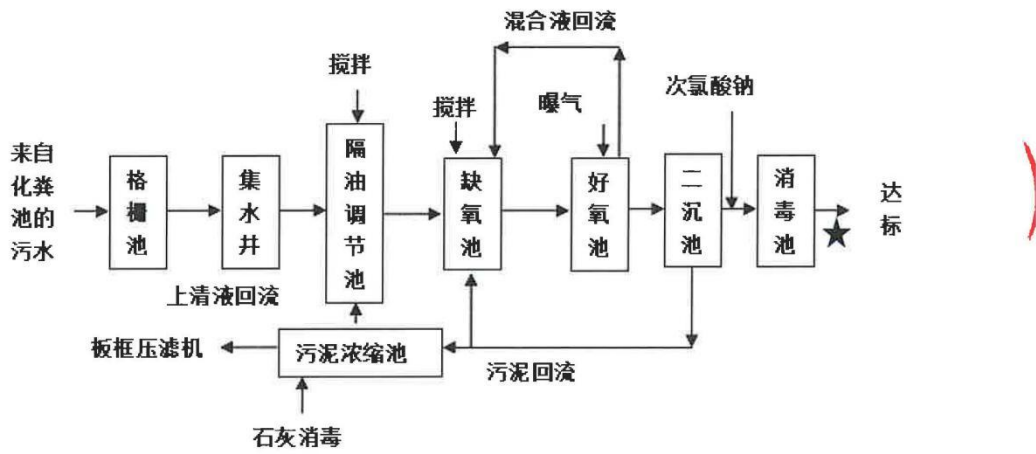 混合液回流
搅拌
次氯酸钠
搅拌
曝气
来自
化粪
池的
污水
格栅池
集水井
隔油调节池
缺氧池
好氧池
二沉池
消毒池
达标
上清液回流
板框压滤机
污泥浓缩池
污泥回流
石灰消毒